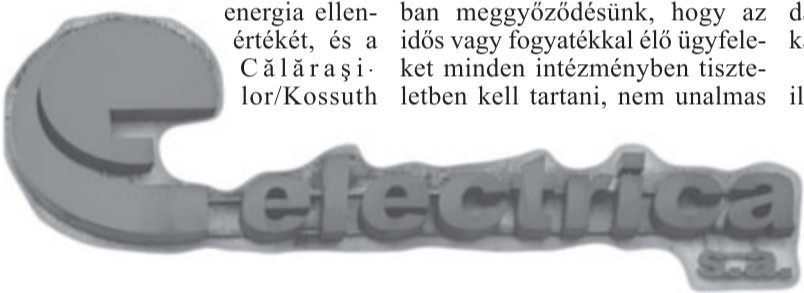 energia ellen-
értékét, és a
Călăraşi-
lor/Kossuth
ban meggyőződésünk, hogy az
idős vagy fogyatékkal élő ügyfele-
ket minden intézményben tiszte-
letben kell tartani, nem unalmas
d
k
il
electrica
s.a.